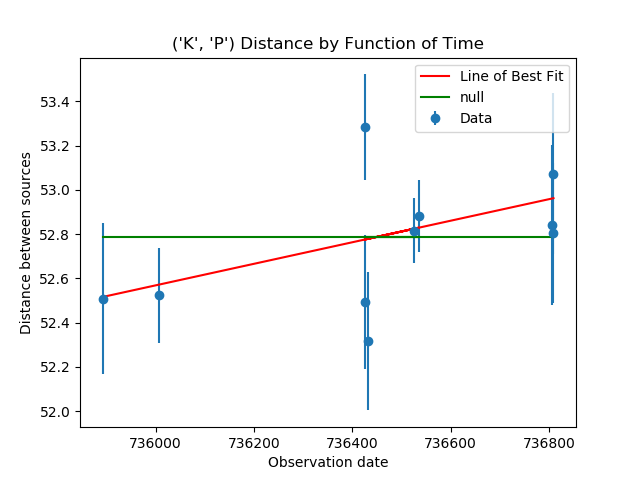 ('K', 'P') Distance by Function of Time
Line of Best Fit
null
Data
53.4
53.2
53.0
52.8
52.6
52.4
52.2
52.0
Distance between sources
736000
736200
736400
736600
736800
Observation date